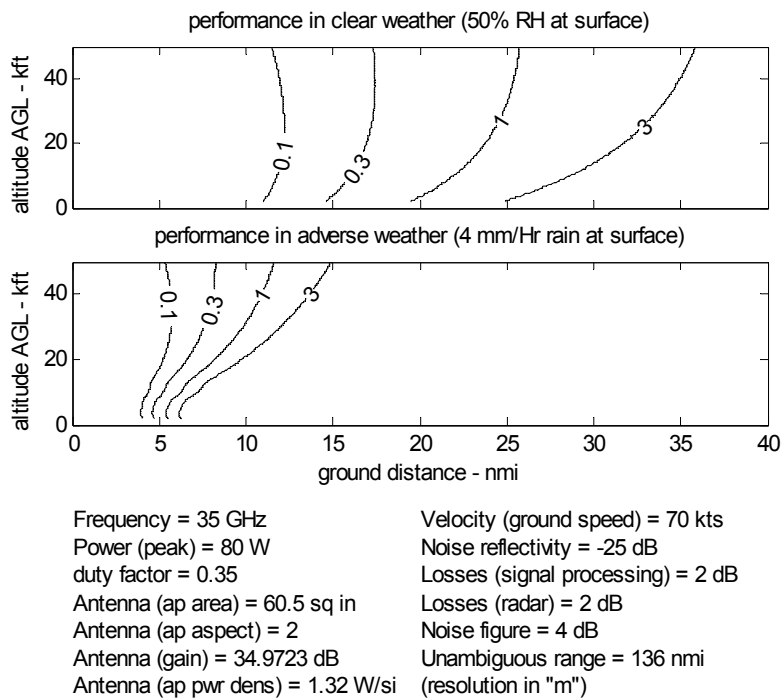 performance in clear weather (50% RH at surface)
altitude AGL - kft
40
20
0
0.1
0.3
1
3
performance in adverse weather (4 mm/Hr rain at surface)
altitude AGL - kft
40
20
0
0.1
0.3
1
3
0 5 10 15 20 25 30 35 40
ground distance - nmi
Frequency = 35 GHz
Power (peak) = 80 W
duty factor = 0.35
Antenna (ap area) = 60.5 sq in
Antenna (ap aspect) = 2
Antenna (gain) = 34.9723 dB
Antenna (ap pwr dens) = 1.32 W/si
Velocity (ground speed) = 70 kts
Noise reflectivity = -25 dB
Losses (signal processing) = 2 dB
Losses (radar) = 2 dB
Noise figure = 4 dB
Unambiguous range = 136 nmi
(resolution in "m")